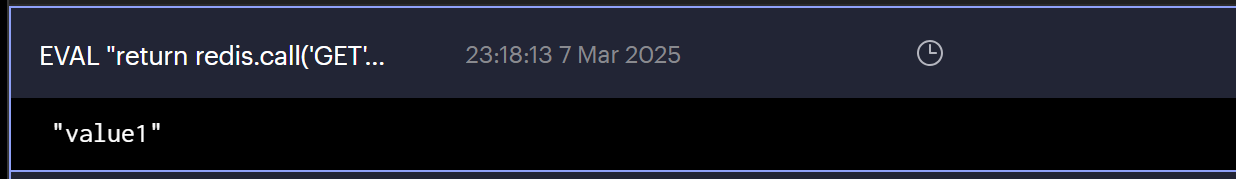 EVAL "return redis.call('GET'...
23:18:13 7 Mar 2025
"value1"